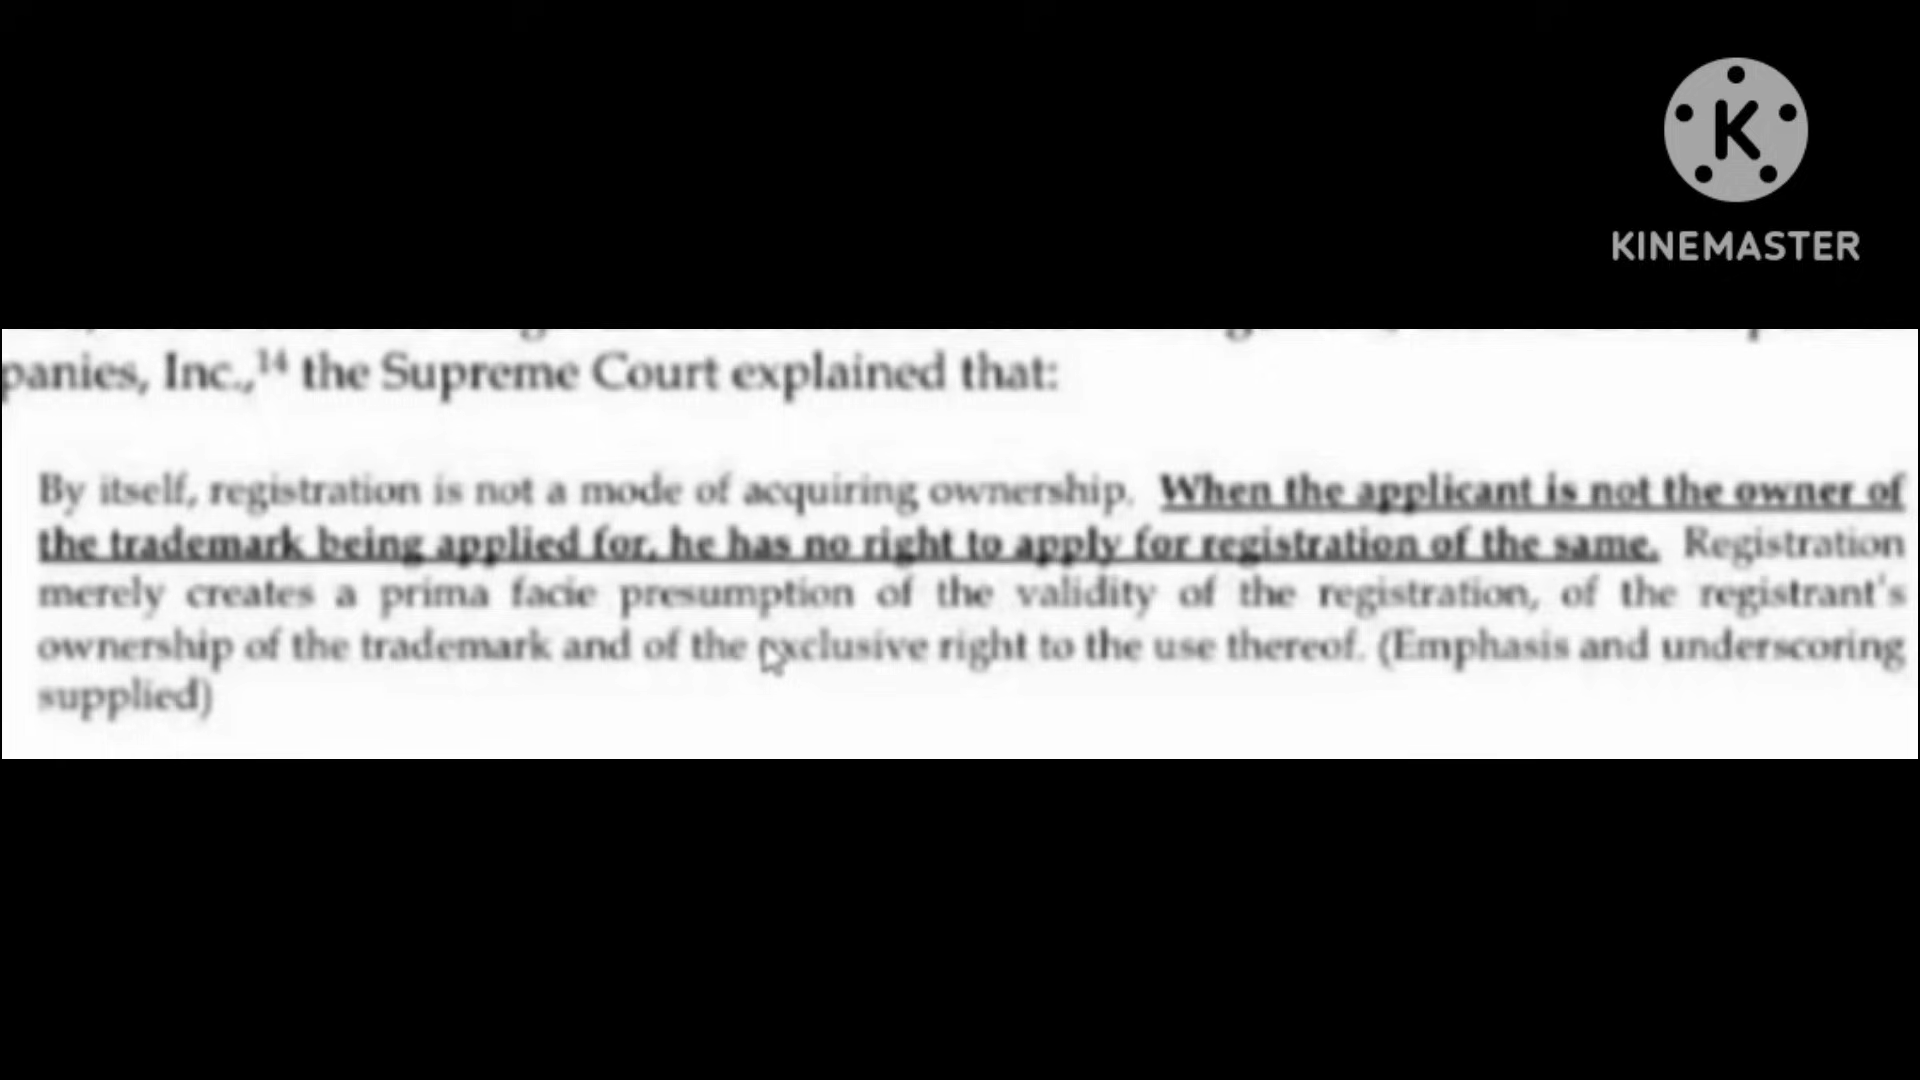 KINEMASTER
panies, Inc.,14 the Supreme Court explained that:
By itself, registration is not a mode of acquiring ownership. When the applicant is not the owner of
the trademark being applied for, he has no right to apply for registration of the same. Registration
merely creates a prima facie presumption of the validity of the registration, of the registrant's
ownership of the trademark and of the exclusive right to the use thereof. (Emphasis and underscoring
supplied)